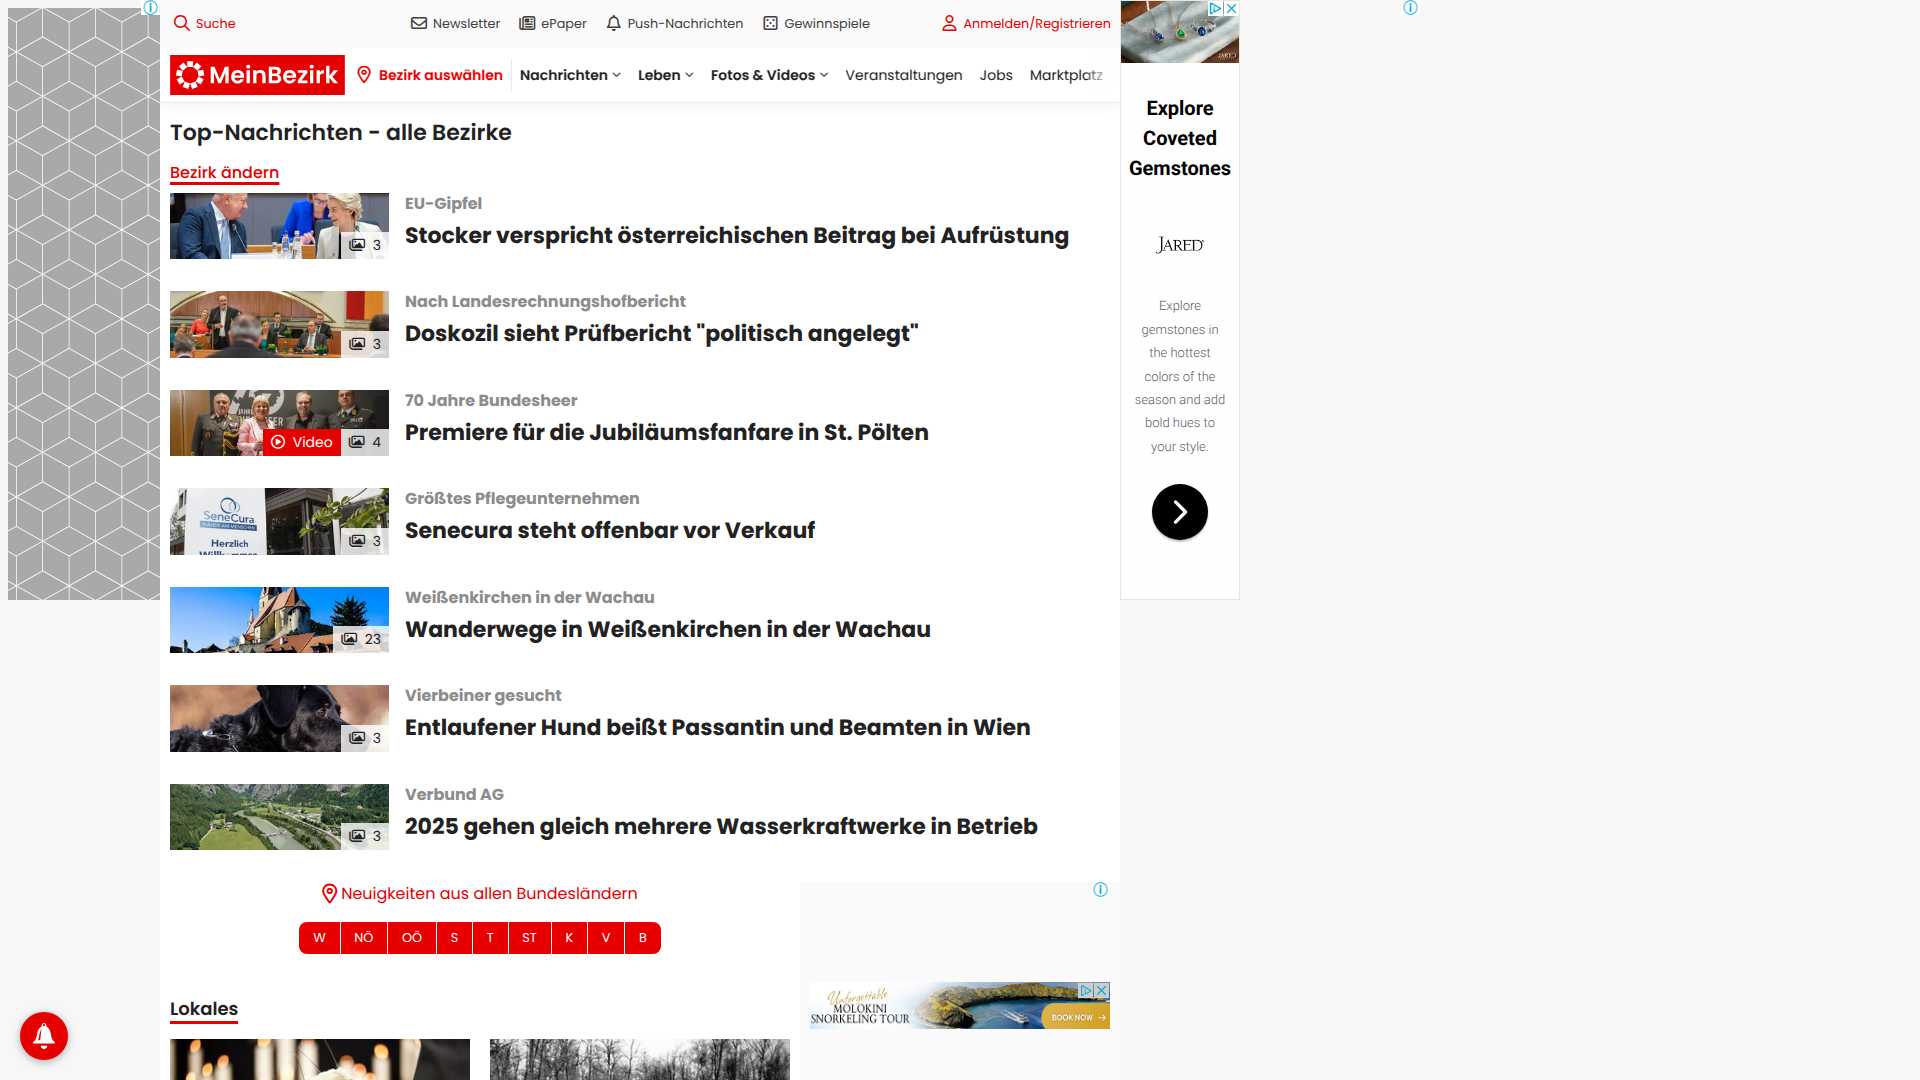 Suche
Newsletter
ePaper
Push-Nachrichten
Gewinnspiele
Anmelden/Registrieren
MeinBezirk
Bezirk auswählen
Nachrichten
Leben
Fotos & Videos
Veranstaltungen
Jobs
Marktplatz
Top-Nachrichten - alle Bezirke
Bezirk ändern
3
EU-Gipfel
Stocker verspricht österreichischen Beitrag bei Aufrüstung
3
Nach Landesrechnungshofbericht
Doskozil sieht Prüfbericht "politisch angelegt"
Video
4
70 Jahre Bundesheer
Premiere für die Jubiläumsfanfare in St. Pölten
SeneCura
Herzlich
3
Größtes Pflegeunternehmen
Senecura steht offenbar vor Verkauf
23
Weißenkirchen in der Wachau
Wanderwege in Weißenkirchen in der Wachau
3
Vierbeiner gesucht
Entlaufener Hund beißt Passantin und Beamten in Wien
3
Verbund AG
2025 gehen gleich mehrere Wasserkraftwerke in Betrieb
Neuigkeiten aus allen Bundesländern
W
NÖ
OÖ
S
T
ST
K
V
B
Lokales
Explore
Coveted
Gemstones
JARED
Explore
gemstones in
the hottest
colors of the
season and add
bold hues to
your style.
Unforgettable
MOLOKINI
SNORKELING TOUR
BOOK NOW